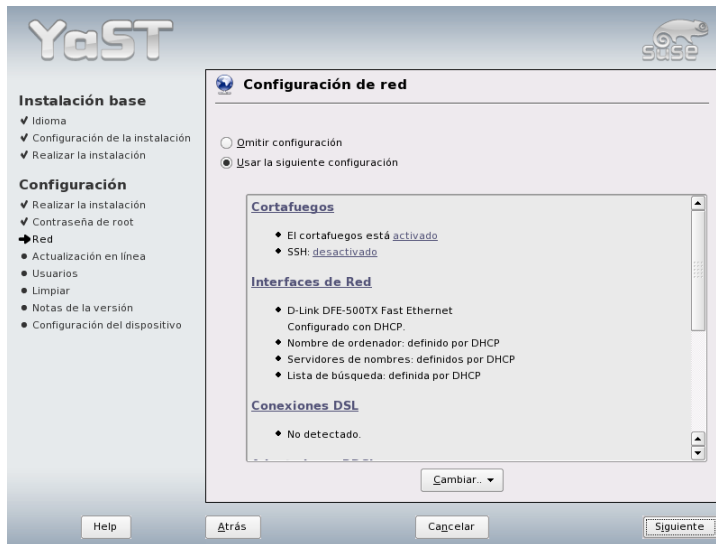 YaST
SUSE
Instalación base
Idioma
Configuración de la instalación
Realizar la instalación
Configuración
Realizar la instalación
Contraseña de root
Red
Actualización en línea
Usuarios
Limpiar
Notas de la versión
Configuración del dispositivo
Configuración de red
Omitir configuración
Usar la siguiente configuración
Cortafuegos
El cortafuegos está activado
SSH: desactivado
Interfaces de Red
D-Link DFE-500TX Fast Ethernet
Configurado con DHCP.
Nombre de ordenador: definido por DHCP
Servidores de nombres: definidos por DHCP
Lista de búsqueda: definida por DHCP
Conexiones DSL
No detectado.
Cambiar..
Help
Atrás
Cancelar
Siguiente